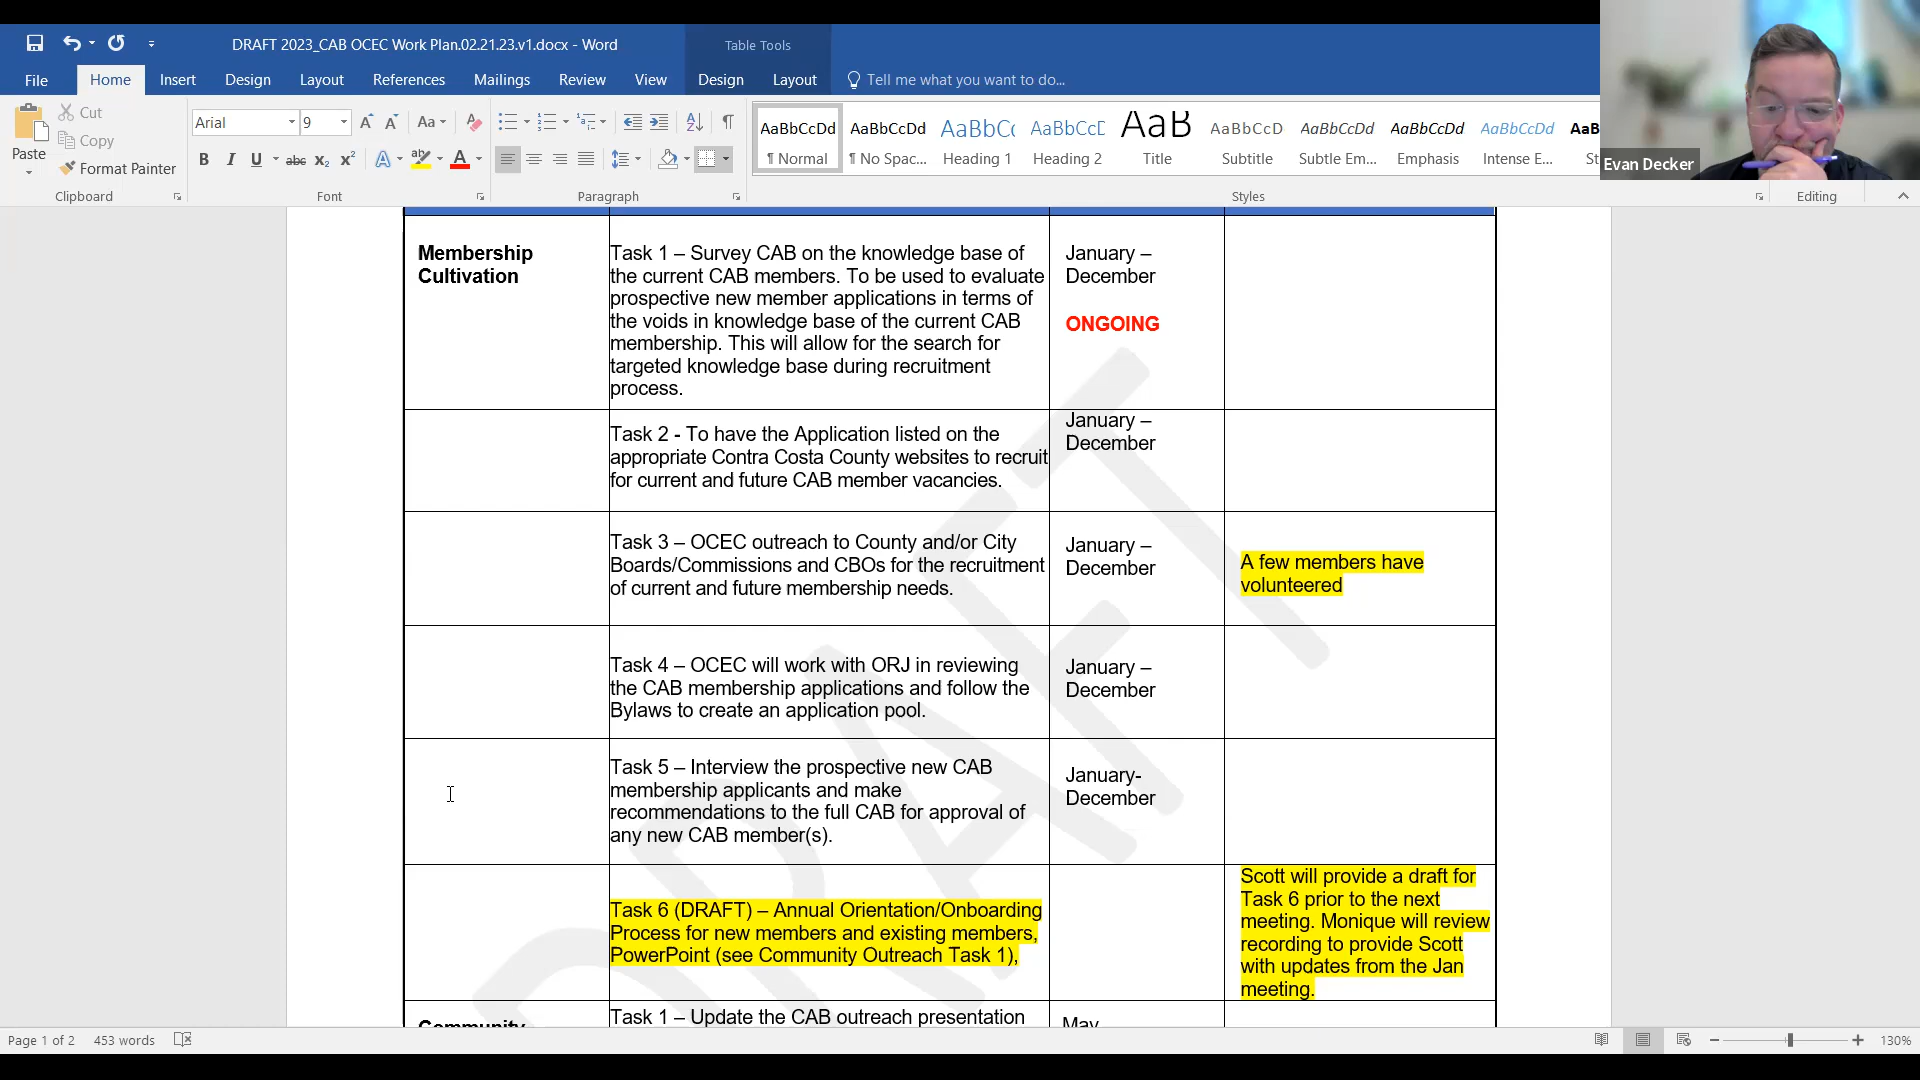 DRAFT 2023_CAB OCEC Work Plan.02.21.23.v1.docx - Word
Table Tools
File
Home
Insert
Design
Layout
References
Mailings
Review
View
Design
Layout
Tell me what you want to do...
Evan Decker
Paste
Cut
Copy
Format Painter
Clipboard
Arial
9
Font
Paragraph
AaBbCcDd
¶ Normal
AaBbCcDd
¶ No Spac...
AaBbC
Heading 1
AaBbCcC
Heading 2
AaB
Title
AaBbCcD
Subtitle
AaBbCcDd
Subtle Em...
AaBbCcDd
Emphasis
AaBbCcDd
Intense E...
AaB
St
Styles
Editing
Membership
Cultivation
Task 1 – Survey CAB on the knowledge base of
the current CAB members. To be used to evaluate
prospective new member applications in terms of
the voids in knowledge base of the current CAB
membership. This will allow for the search for
targeted knowledge base during recruitment
process.
January –
December
ONGOING
Task 2 - To have the Application listed on the
appropriate Contra Costa County websites to recruit
for current and future CAB member vacancies.
January –
December
Task 3 – OCEC outreach to County and/or City
Boards/Commissions and CBOs for the recruitment
of current and future membership needs.
January –
December
A few members have
volunteered
Task 4 – OCEC will work with ORJ in reviewing
the CAB membership applications and follow the
Bylaws to create an application pool.
January –
December
Task 5 – Interview the prospective new CAB
membership applicants and make
recommendations to the full CAB for approval of
any new CAB member(s).
January-
December
Task 6 (DRAFT) – Annual Orientation/Onboarding
Process for new members and existing members,
PowerPoint (see Community Outreach Task 1),
Scott will provide a draft for
Task 6 prior to the next
meeting. Monique will review
recording to provide Scott
with updates from the Jan
meeting.
Community
Task 1 – Update the CAB outreach presentation
May
DRAFT
Page 1 of 2
453 words
130%